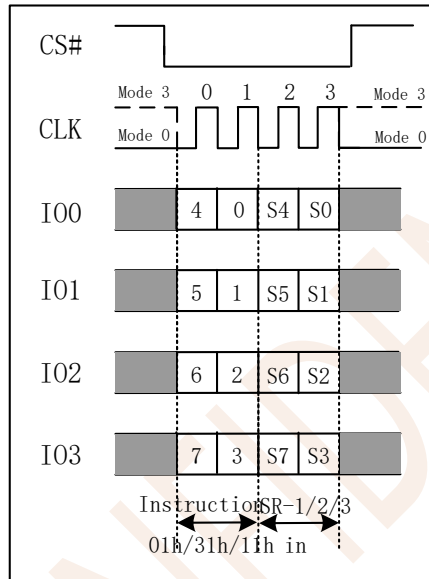 CS#
Mode 3 0 1 2 3 Mode 3
CLK
Mode 0 Mode 0
IO0 4 0 S4 S0
IO1 5 1 S5 S1
IO2 6 2 S6 S2
IO3 7 3 S7 S3
Instruction SR-1/2/3
01h/31h/11h in